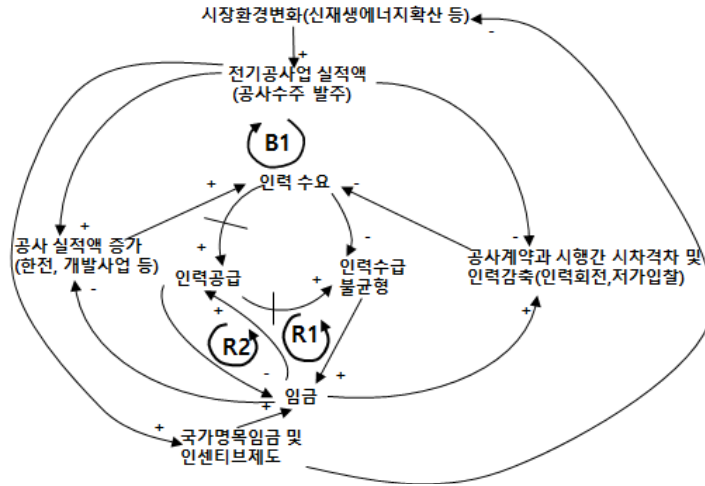 시장환경변화(신재생에너지확산 등)
-
+
전기공사업 실적액
(공사수주 발주)
B1
+
인력 수요
-
+
공사 실적액 증가
(한전, 개발사업 등)
-
+
인력공급
+
-
인력수급
불균형
+
-
공사계약과 시행간 시차격차 및
인력감축(인력회전,저가입찰)
+
R2
R1
-
+
임금
+
+
국가명목임금 및
인센티브제도